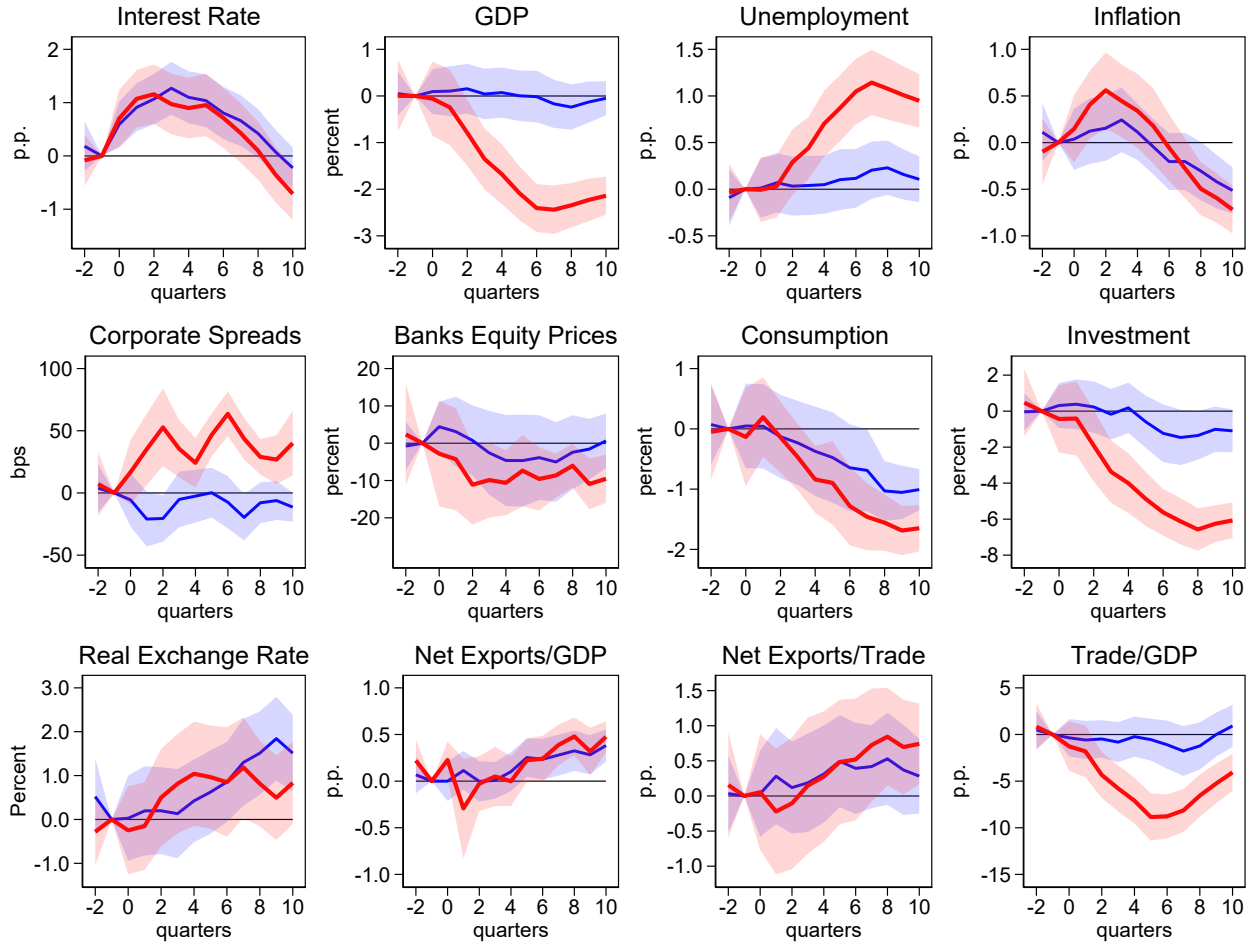 Interest Rate
p.p.
2
1
0
-1
-2 0 2 4 6 8 10
quarters
GDP
percent
1
0
-1
-2
-3
-2 0 2 4 6 8 10
quarters
Unemployment
p.p.
1.5
1.0
0.5
0.0
-0.5
-2 0 2 4 6 8 10
quarters
Inflation
p.p.
1.0
0.5
0.0
-0.5
-1.0
-2 0 2 4 6 8 10
quarters
Corporate Spreads
bps
100
50
0
-50
-2 0 2 4 6 8 10
quarters
Banks Equity Prices
percent
20
10
0
-10
-20
-2 0 2 4 6 8 10
quarters
Consumption
percent
1
0
-1
-2
-2 0 2 4 6 8 10
quarters
Investment
percent
2
0
-2
-4
-6
-8
-2 0 2 4 6 8 10
quarters
Real Exchange Rate
Percent
3.0
2.0
1.0
0.0
-1.0
-2 0 2 4 6 8 10
quarters
Net Exports/GDP
p.p.
1.0
0.5
0.0
-0.5
-1.0
-2 0 2 4 6 8 10
quarters
Net Exports/Trade
p.p.
1.5
1.0
0.5
0.0
-0.5
-1.0
-2 0 2 4 6 8 10
quarters
Trade/GDP
p.p.
5
0
-5
-10
-15
-2 0 2 4 6 8 10
quarters